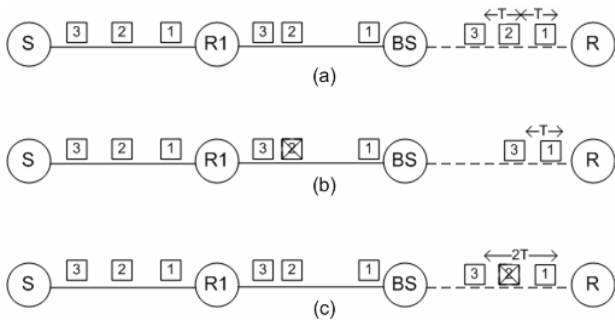 ←T→←T→
S 3 2 1 R1 3 2 1 BS 3 2 1 R
(a)
←T→
S 3 2 1 R1 3 2 1 BS 3 1 R
(b)
←2T→
S 3 2 1 R1 3 2 1 BS 3 2 1 R
(c)